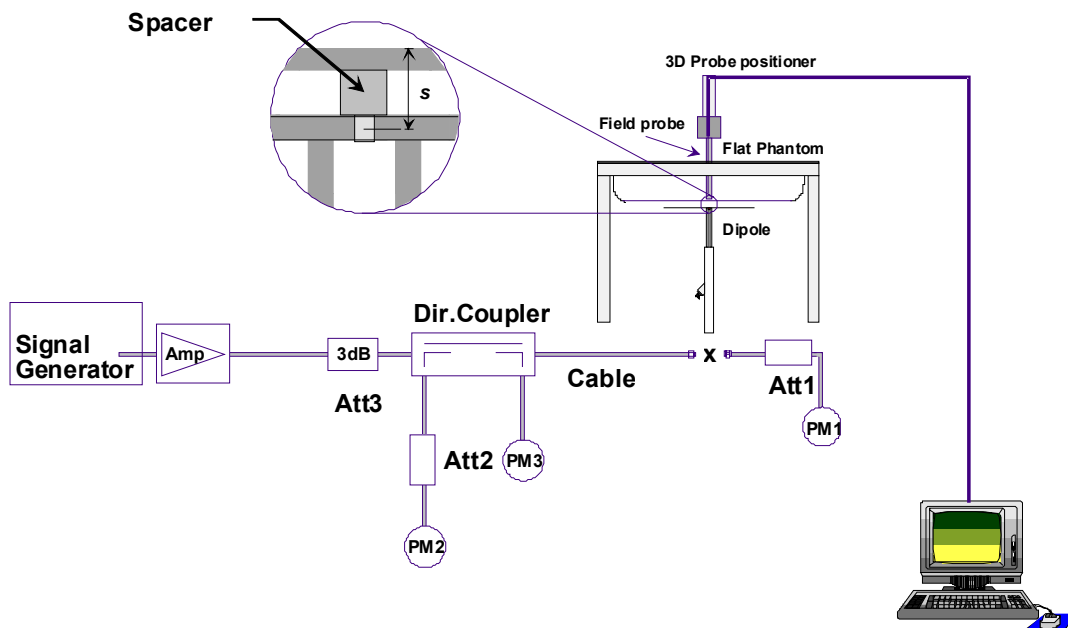 Spacer
s
3D Probe positioner
Field probe
Flat Phantom
Dipole
Dir.Coupler
Signal
Generator
Amp
3dB
Att3
Cable
x
Att1
PM1
Att2
PM3
PM2